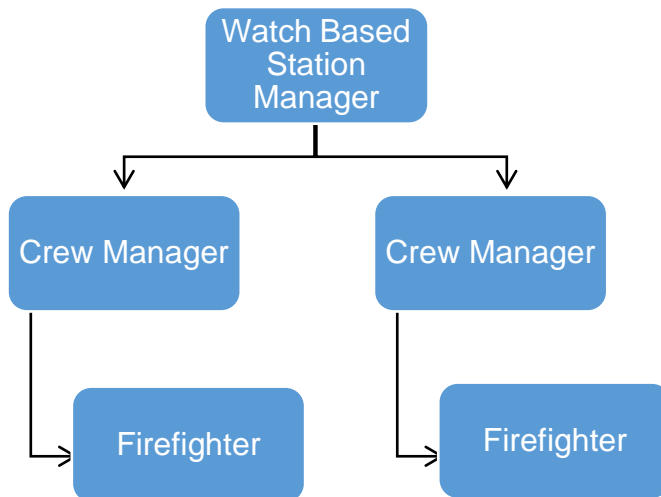 Watch Based
Station
Manager
Crew Manager
Crew Manager
Firefighter
Firefighter